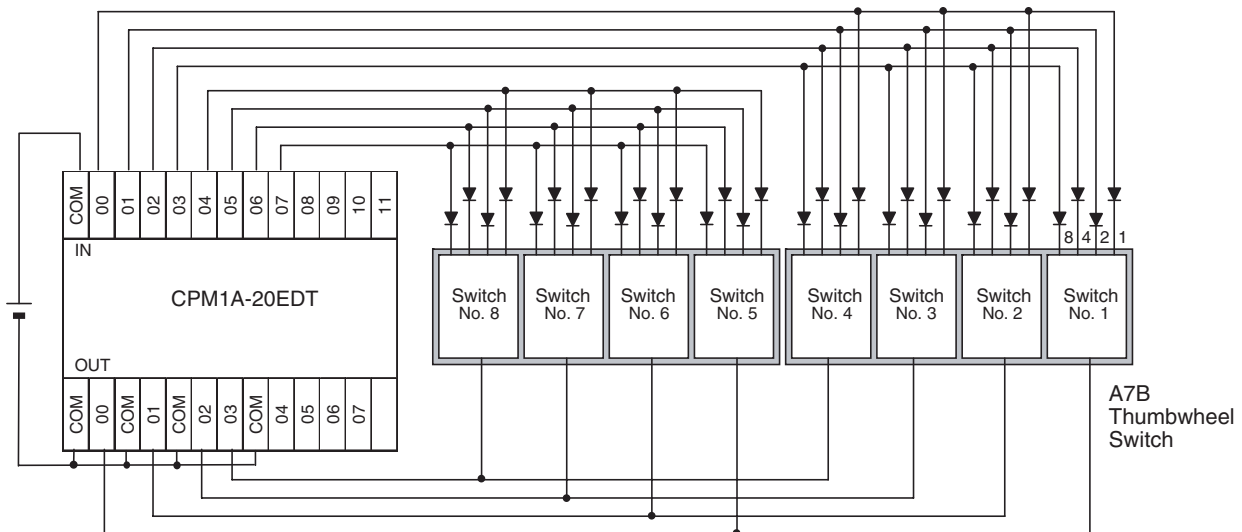 COM 00 01 02 03 04 05 06 07 08 09 10 11
IN
CPM1A-20EDT
OUT
COM 00 COM 01 COM 02 03 COM 04 05 06 07
8 4 2 1
Switch No. 8
Switch No. 7
Switch No. 6
Switch No. 5
Switch No. 4
Switch No. 3
Switch No. 2
Switch No. 1
A7B
Thumbwheel
Switch